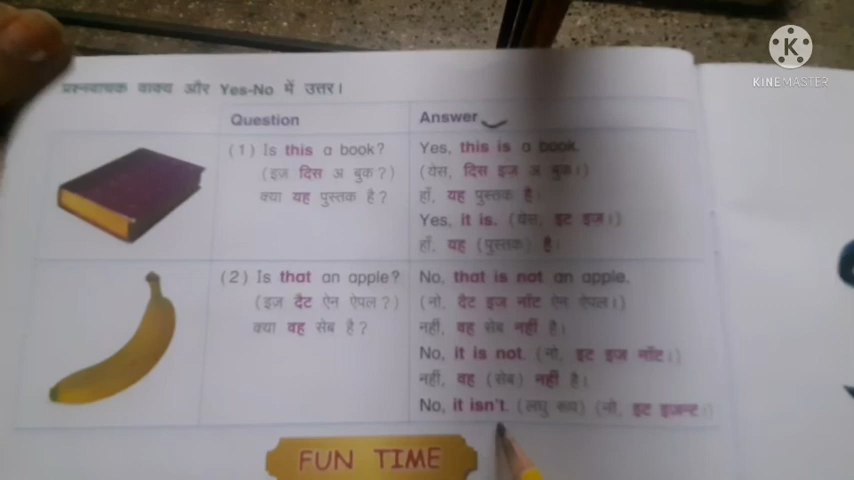 K
KINEMASTER
प्रश्नवाचक वाक्य और Yes-No में उत्तर।
Question
Answer
(1) Is this a book?
(इज़ दिस अ बुक?)
क्या यह पुस्तक है?
Yes, this is a book.
(येस, दिस इज़ अ बुक।)
हाँ, यह पुस्तक है।
Yes, it is. (येस, इट इज़।)
हाँ, यह (पुस्तक) है।
(2) Is that an apple?
(इज़ दैट ऐन ऐपल?)
क्या वह सेब है?
No, that is not an apple.
(नो, दैट इज़ नॉट ऐन ऐपल।)
नहीं, वह सेब नहीं है।
No, it is not. (नो, इट इज़ नॉट।)
नहीं, वह (सेब) नहीं है।
No, it isn't. (लघु रूप) (नो, इट इज़न्ट।)
FUN TIME